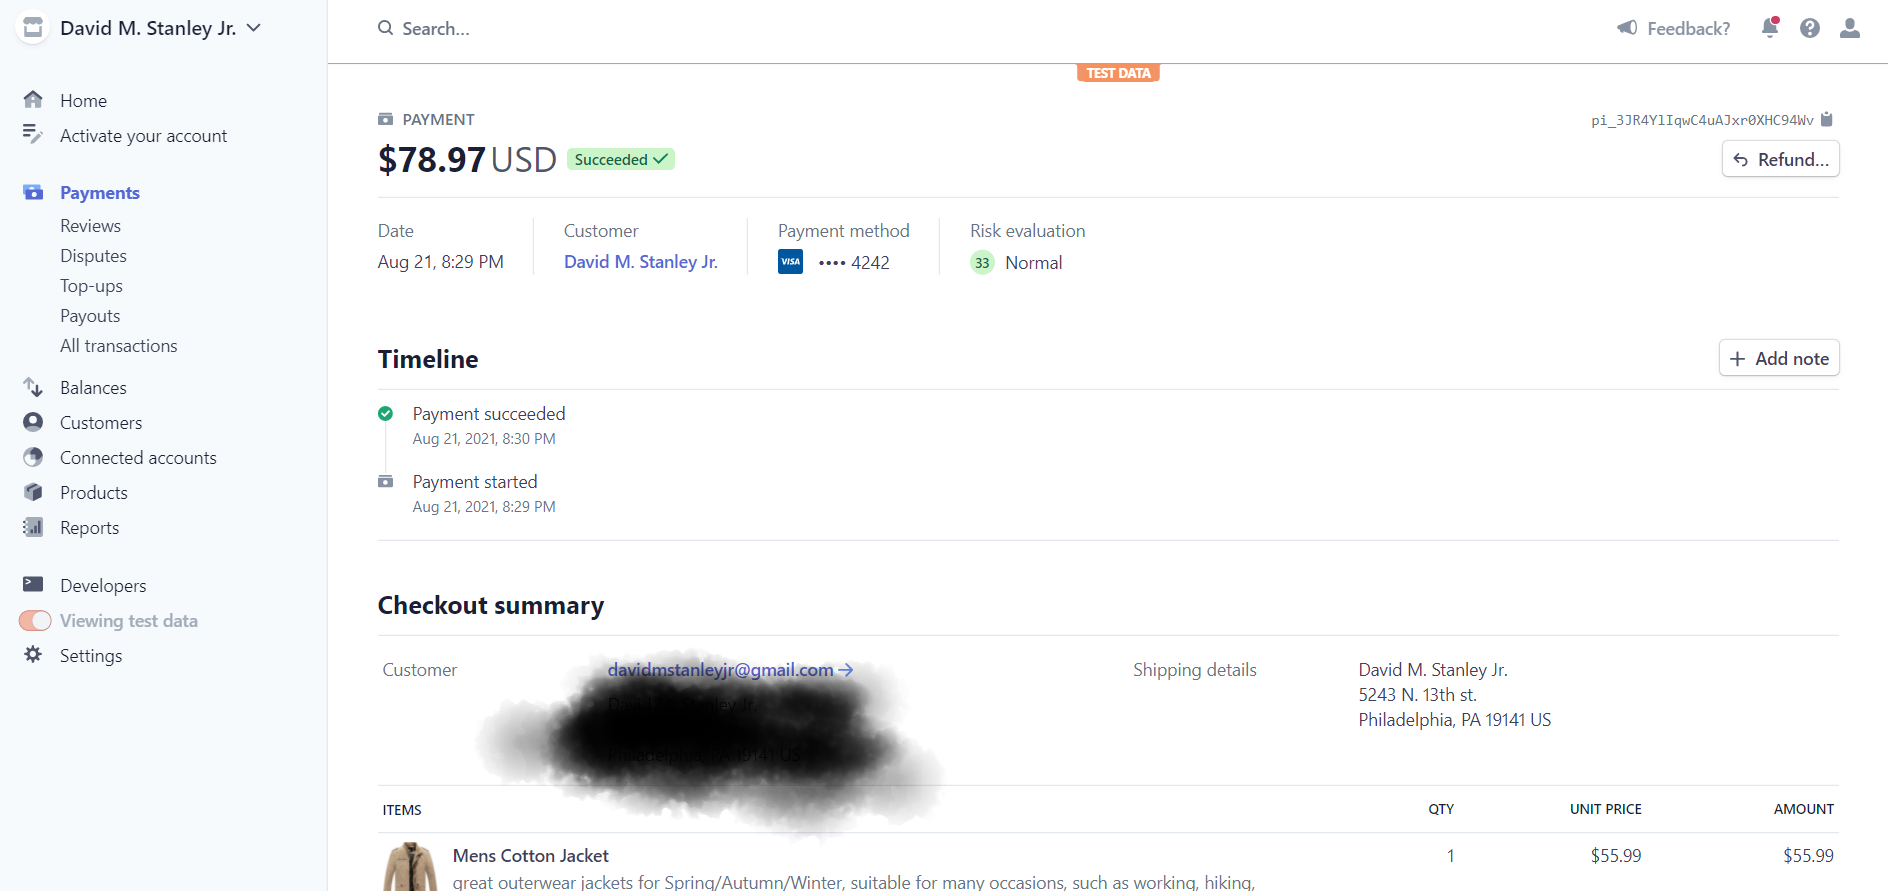 David M. Stanley Jr.
Search...
Feedback?
TEST DATA
Home
Activate your account
Payments
Reviews
Disputes
Top-ups
Payouts
All transactions
Balances
Customers
Connected accounts
Products
Reports
Developers
Viewing test data
Settings
PAYMENT
pi_3JR4YlIqwC4uAJxr0XHC94Wv
$78.97 USD Succeeded
Refund...
Date
Aug 21, 8:29 PM
Customer
David M. Stanley Jr.
Payment method
VISA •••• 4242
Risk evaluation
33 Normal
Timeline
Add note
Payment succeeded
Aug 21, 2021, 8:30 PM
Payment started
Aug 21, 2021, 8:29 PM
Checkout summary
Customer
davidmstanleyjr@gmail.com
Philadelphia, PA 19141 US
Shipping details
David M. Stanley Jr.
5243 N. 13th st.
Philadelphia, PA 19141 US
ITEMS QTY UNIT PRICE AMOUNT
Mens Cotton Jacket 1 $55.99 $55.99
great outerwear jackets for Spring/Autumn/Winter, suitable for many occasions, such as working, hiking,